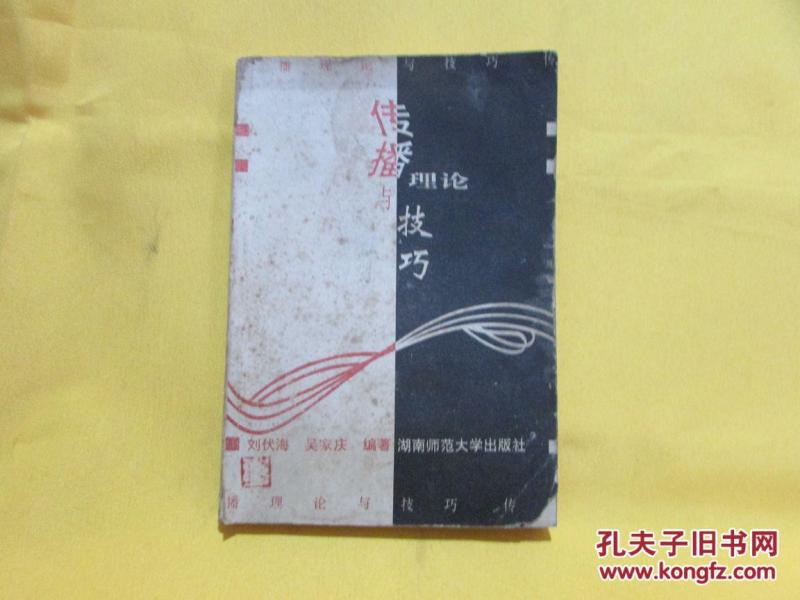 播理论与技巧传
传播
理论
与
技巧
刘伏海 吴家庆 编著 湖南师范大学出版社
播理论与技巧传
孔夫子旧书网
www.kongfz.com